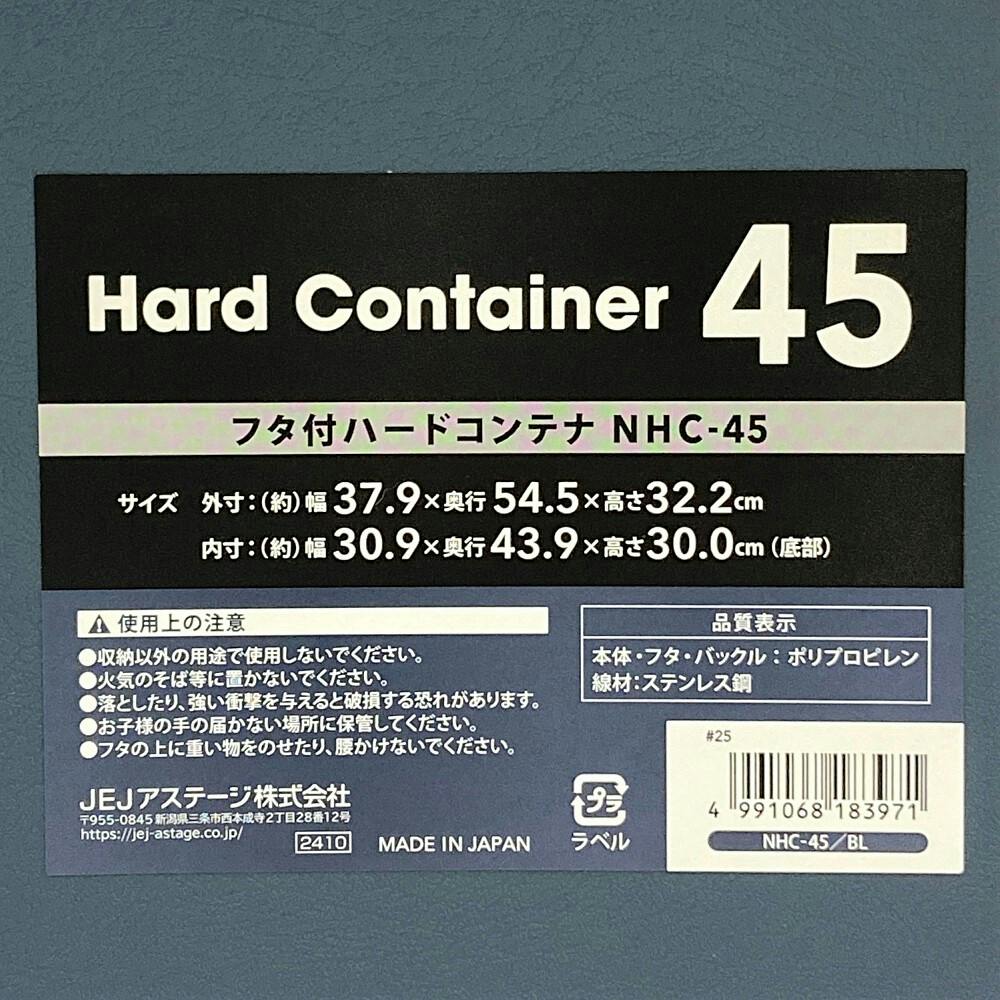 Hard Container 45
フタ付ハードコンテナ NHC-45
サイズ 外寸：(約) 幅 37.9×奥行 54.5×高さ32.2cm
内寸：(約) 幅 30.9×奥行 43.9×高さ30.0cm (底部)
使用上の注意
●収納以外の用途で使用しないでください。
●火気のそば等に置かないでください。
●落としたり、強い衝撃を与えると破損する恐れがあります。
●お子様の手の届かない場所に保管してください。
●フタの上に重い物をのせたり、腰かけないでください。
JEJアステージ株式会社
〒955-0845 新潟県三条市西本成寺2丁目28番12号
https://jej-astage.co.jp/
2410
MADE IN JAPAN
プラ
ラベル
品質表示
本体・フタ・バックル：ポリプロピレン
線材：ステンレス鋼
#25
4 991068 183971
NHC-45／BL